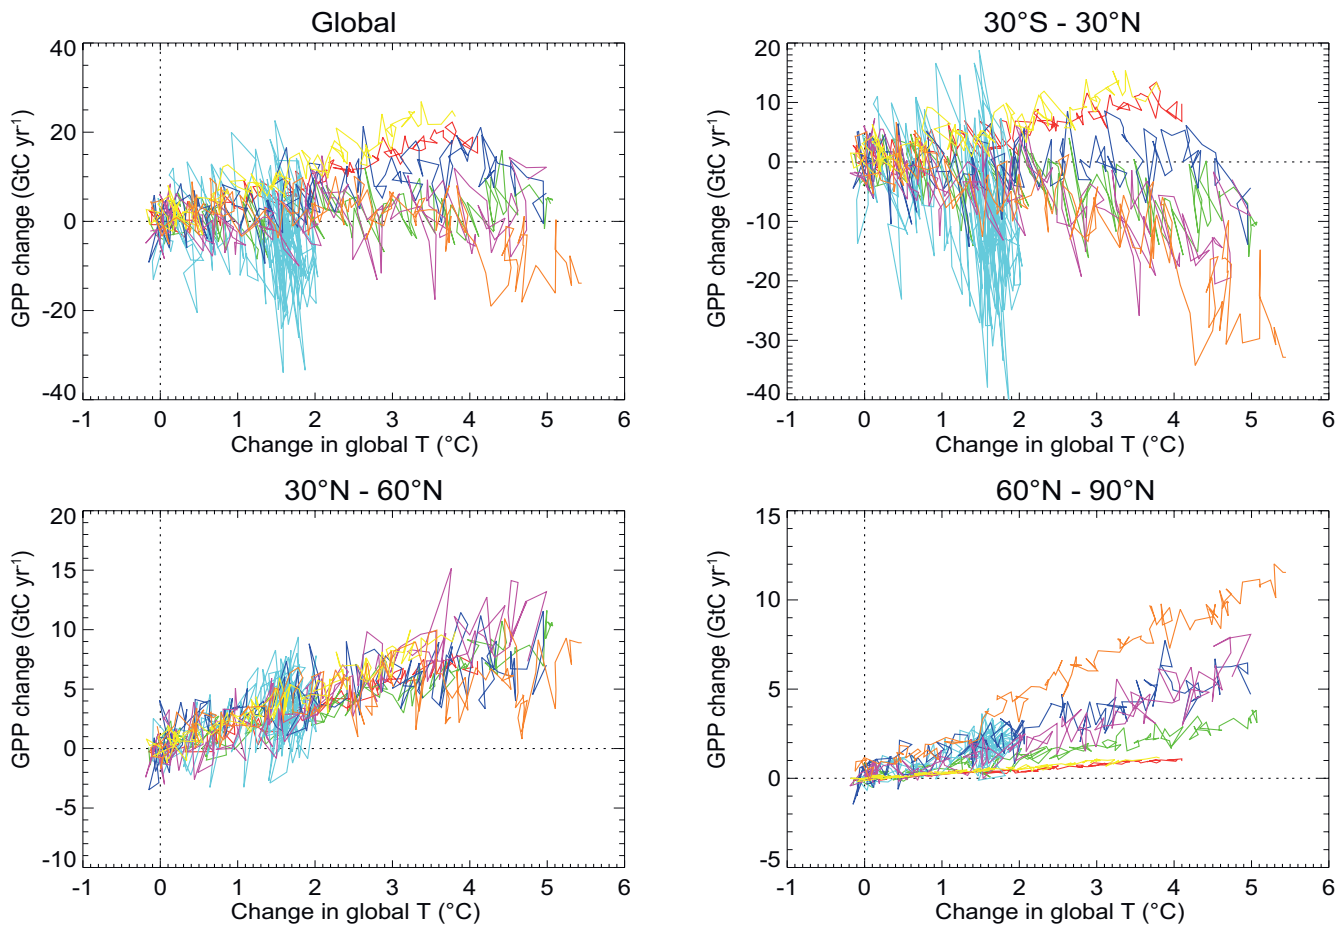 Global
40
20
0
-20
-40
GPP change (GtC yr⁻¹)
-1 0 1 2 3 4 5 6
Change in global T (°C)
30°S - 30°N
20
10
0
-10
-20
-30
-40
GPP change (GtC yr⁻¹)
-1 0 1 2 3 4 5 6
Change in global T (°C)
30°N - 60°N
20
15
10
5
0
-5
-10
GPP change (GtC yr⁻¹)
-1 0 1 2 3 4 5 6
Change in global T (°C)
60°N - 90°N
15
10
5
0
-5
GPP change (GtC yr⁻¹)
-1 0 1 2 3 4 5 6
Change in global T (°C)